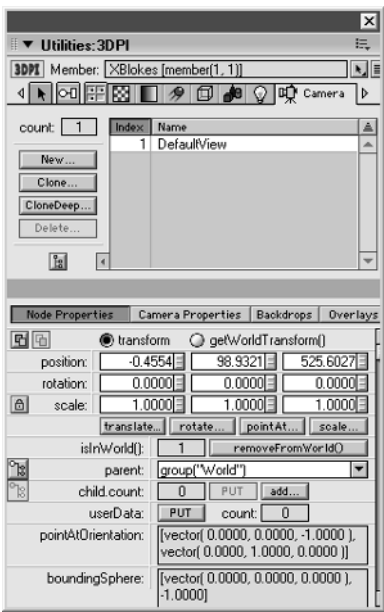 Utilities:3DPI
3DPI Member: XBlokes [member(1, 1)]
Camera
count: 1 Index Name
1 DefaultView
New...
Clone...
CloneDeep...
Delete...
Node Properties Camera Properties Backdrops Overlays
transform getWorldTransform()
position: -0.4554 98.9321 525.6027
rotation: 0.0000 0.0000 0.0000
scale: 1.0000 1.0000 1.0000
translate... rotate... pointAt... scale...
isInWorld(): 1 removeFromWorld()
parent: group("World")
child.count: 0 PUT add...
userData: PUT count: 0
pointAtOrientation: [vector( 0.0000, 0.0000, -1.0000 ),
vector( 0.0000, 1.0000, 0.0000 )]
boundingSphere: [vector( 0.0000, 0.0000, 0.0000 ),
-1.0000]